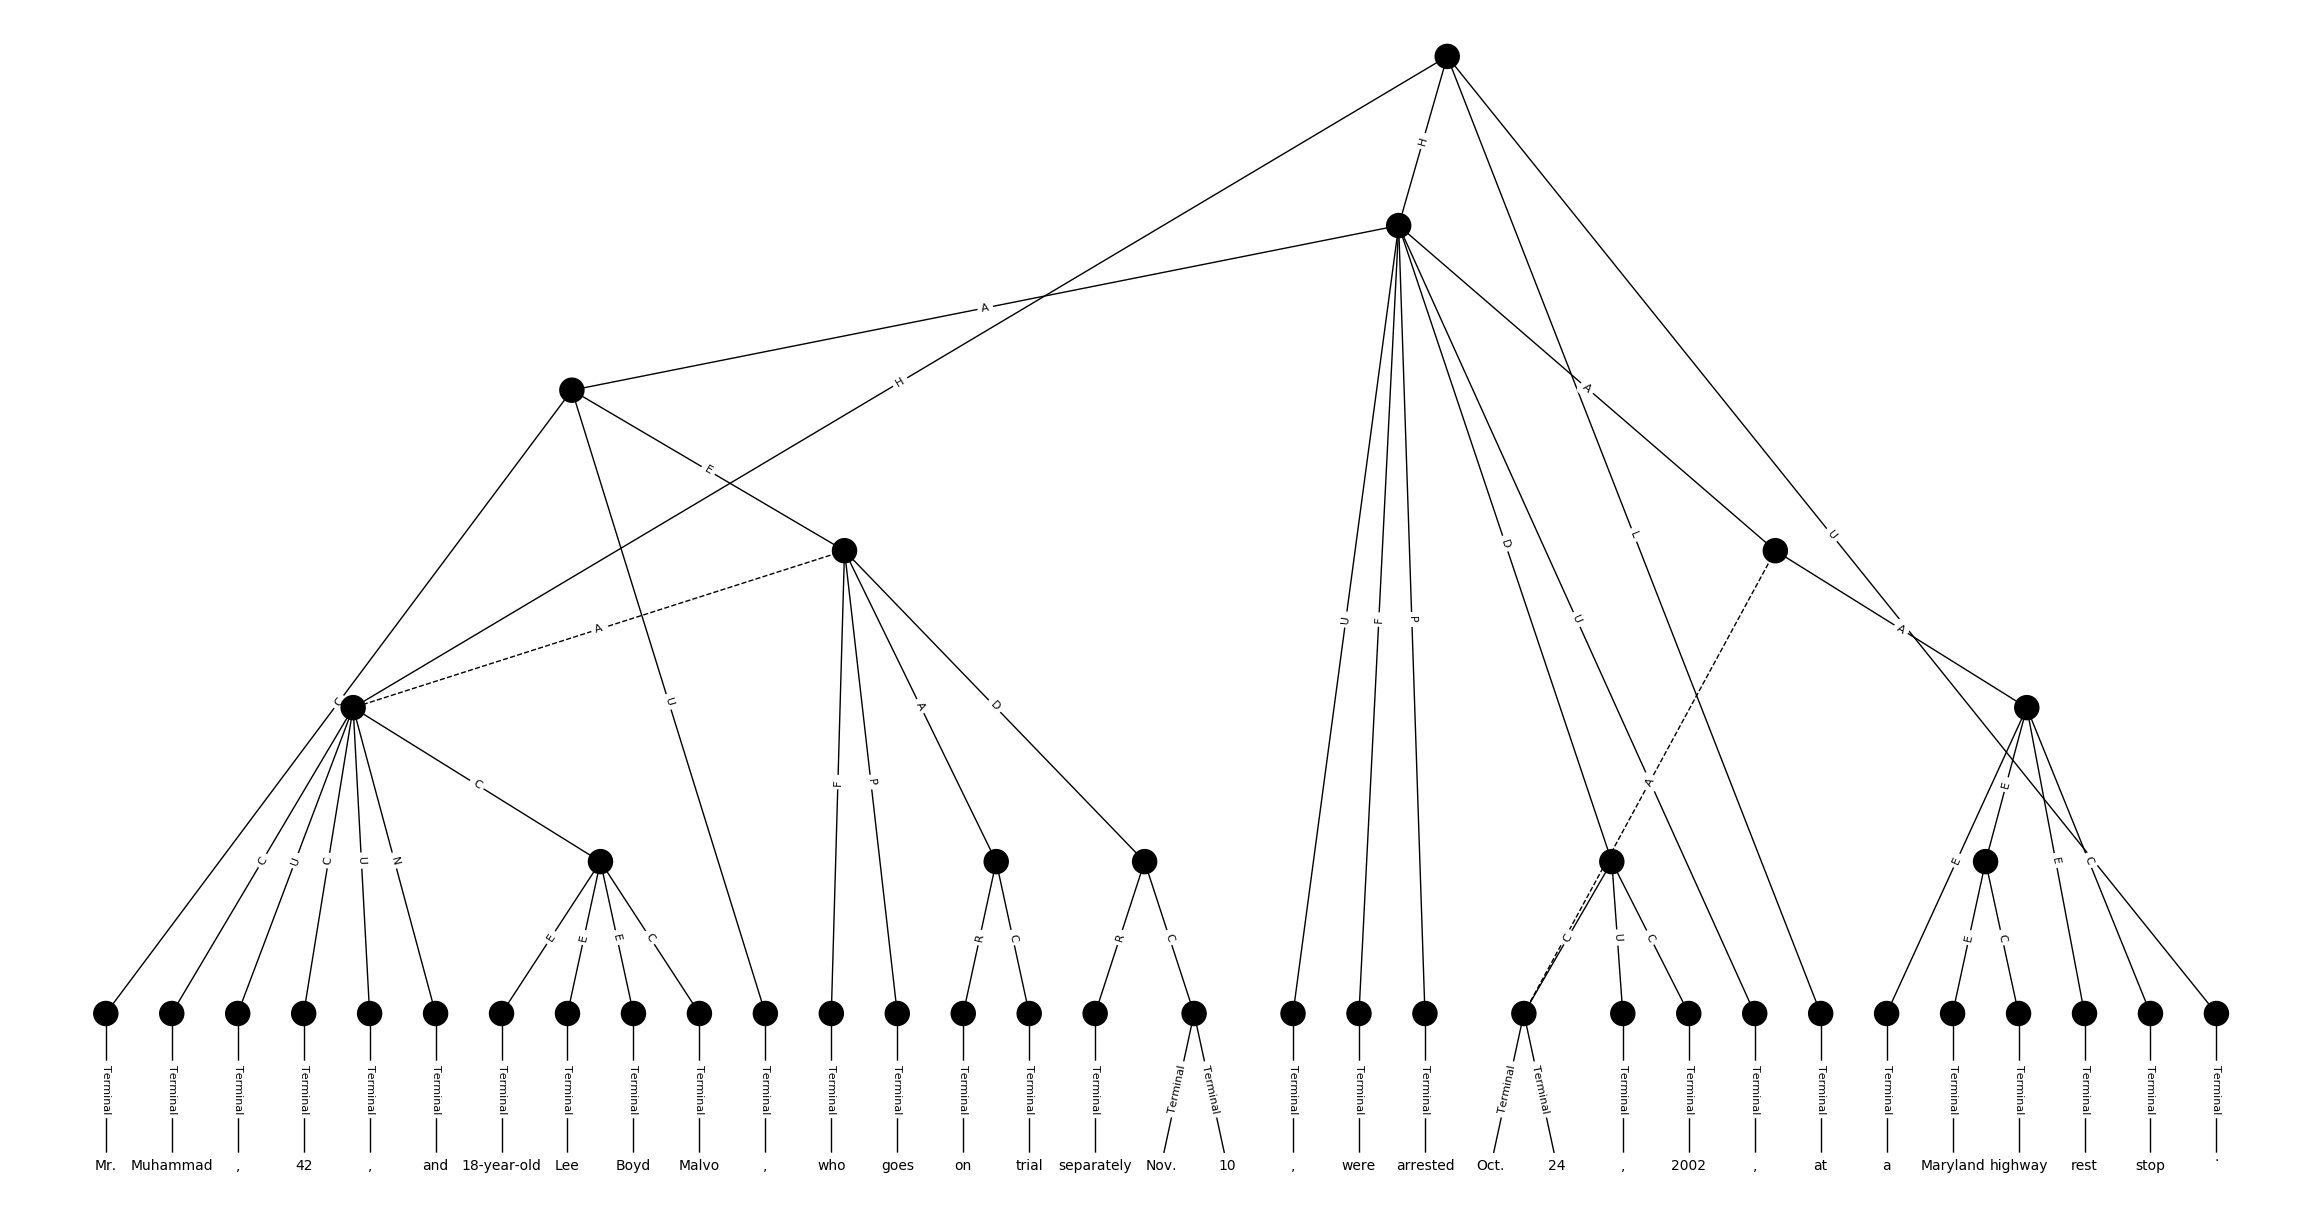 H
A
H
A
E
D
L
U
A
U
F
P
U
A
U
A
D
C
C
F
P
A
E
C
U
C
U
N
E
E
C
E
E
E
C
R
C
R
C
C
U
C
E
C
Terminal Terminal Terminal Terminal Terminal Terminal Terminal Terminal Terminal Terminal Terminal Terminal Terminal Terminal Terminal Terminal Terminal Terminal Terminal Terminal Terminal Terminal Terminal Terminal Terminal Terminal Terminal Terminal Terminal Terminal Terminal Terminal Terminal
Mr. Muhammad , 42 , and 18-year-old Lee Boyd Malvo , who goes on trial separately Nov. 10 , were arrested Oct. 24 , 2002 , at a Maryland highway rest stop .